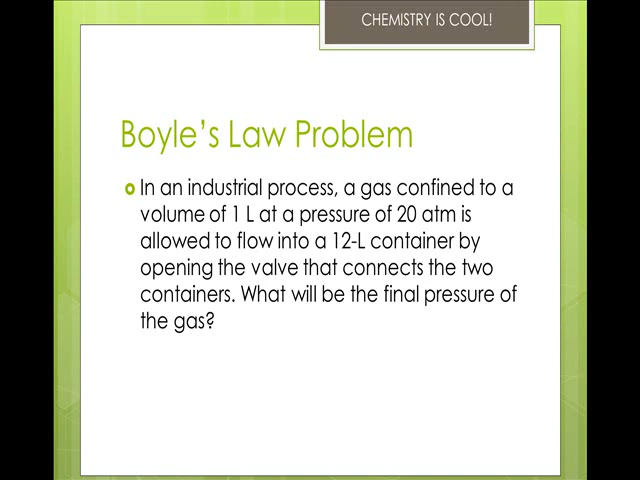 CHEMISTRY IS COOL!
Boyle's Law Problem
In an industrial process, a gas confined to a
volume of 1 L at a pressure of 20 atm is
allowed to flow into a 12-L container by
opening the valve that connects the two
containers. What will be the final pressure of
the gas?